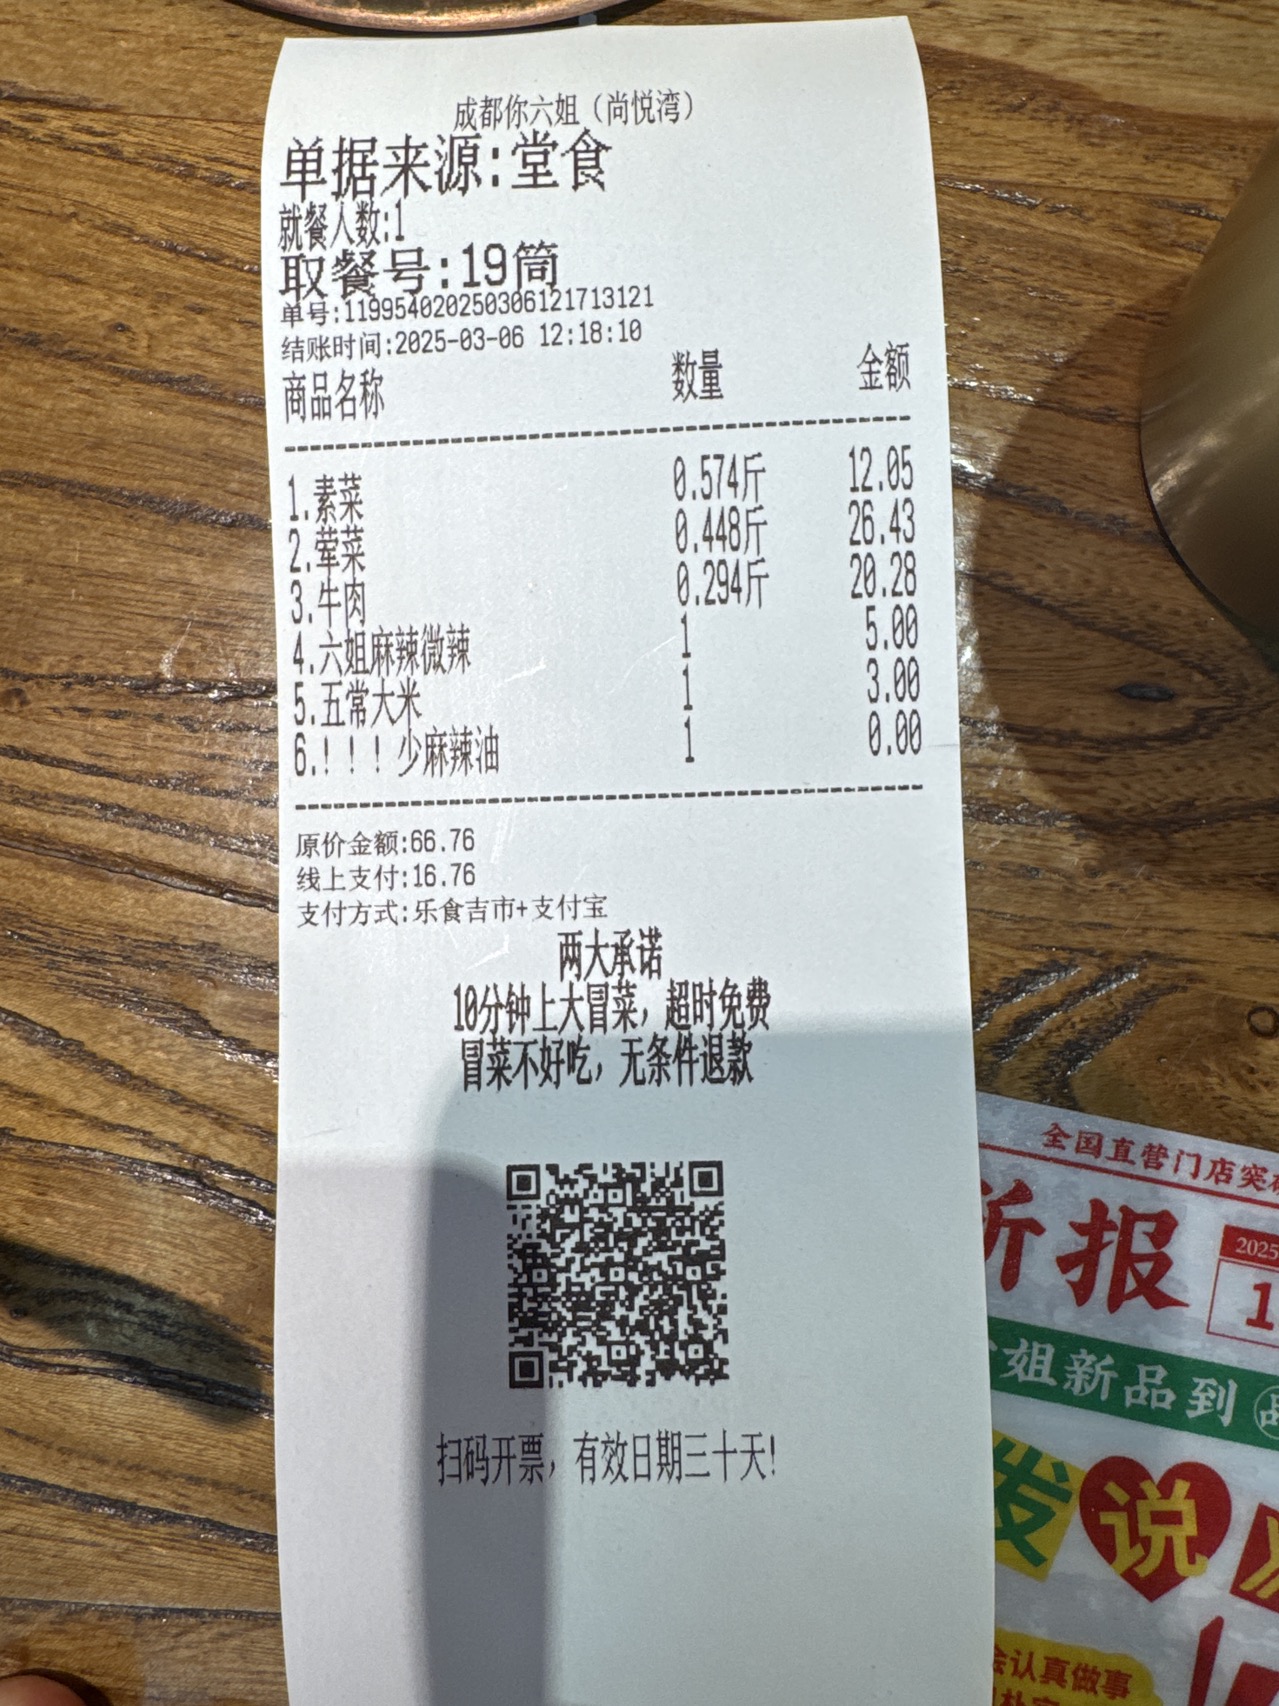 成都你六姐（尚悦湾）
单据来源:堂食
就餐人数:1
取餐号:19筒
单号:119954020250306121713121
结账时间:2025-03-06 12:18:10
商品名称 数量 金额
1.素菜 0.574斤 12.05
2.荤菜 0.448斤 26.43
3.牛肉 0.294斤 20.28
4.六姐麻辣微辣 1 5.00
5.五常大米 1 3.00
6.！！！少麻辣油 1 0.00
原价金额:66.76
线上支付:16.76
支付方式:乐食吉市+支付宝
两大承诺
10分钟上大冒菜，超时免费
冒菜不好吃，无条件退款
扫码开票，有效日期三十天!
全国直营门店突
报
2025
1
姐新品到
发 说
会认真做事